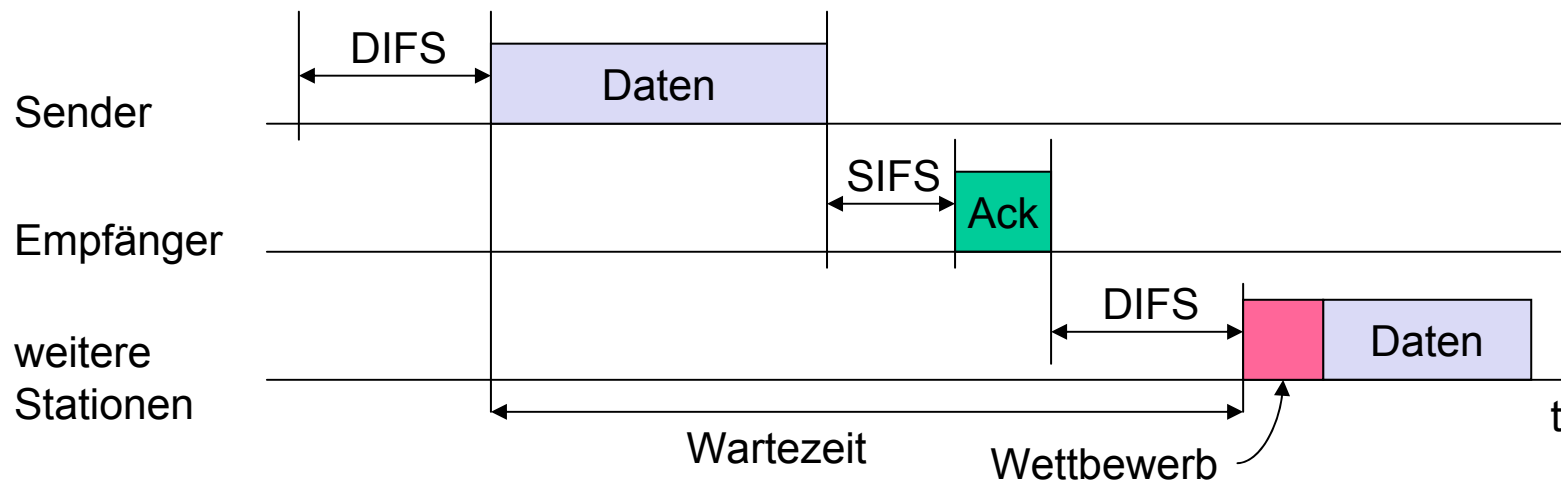 DIFS
Daten
Sender
SIFS
Ack
Empfänger
DIFS
Daten
weitere
Stationen
t
Wartezeit
Wettbewerb